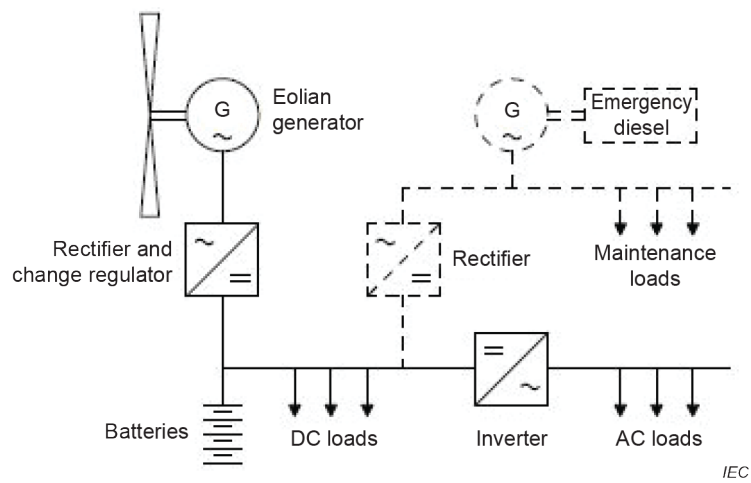 G
Eolian
generator
G
Emergency
diesel
Rectifier and
change regulator
Rectifier
Maintenance
loads
Batteries
DC loads
Inverter
AC loads
IEC